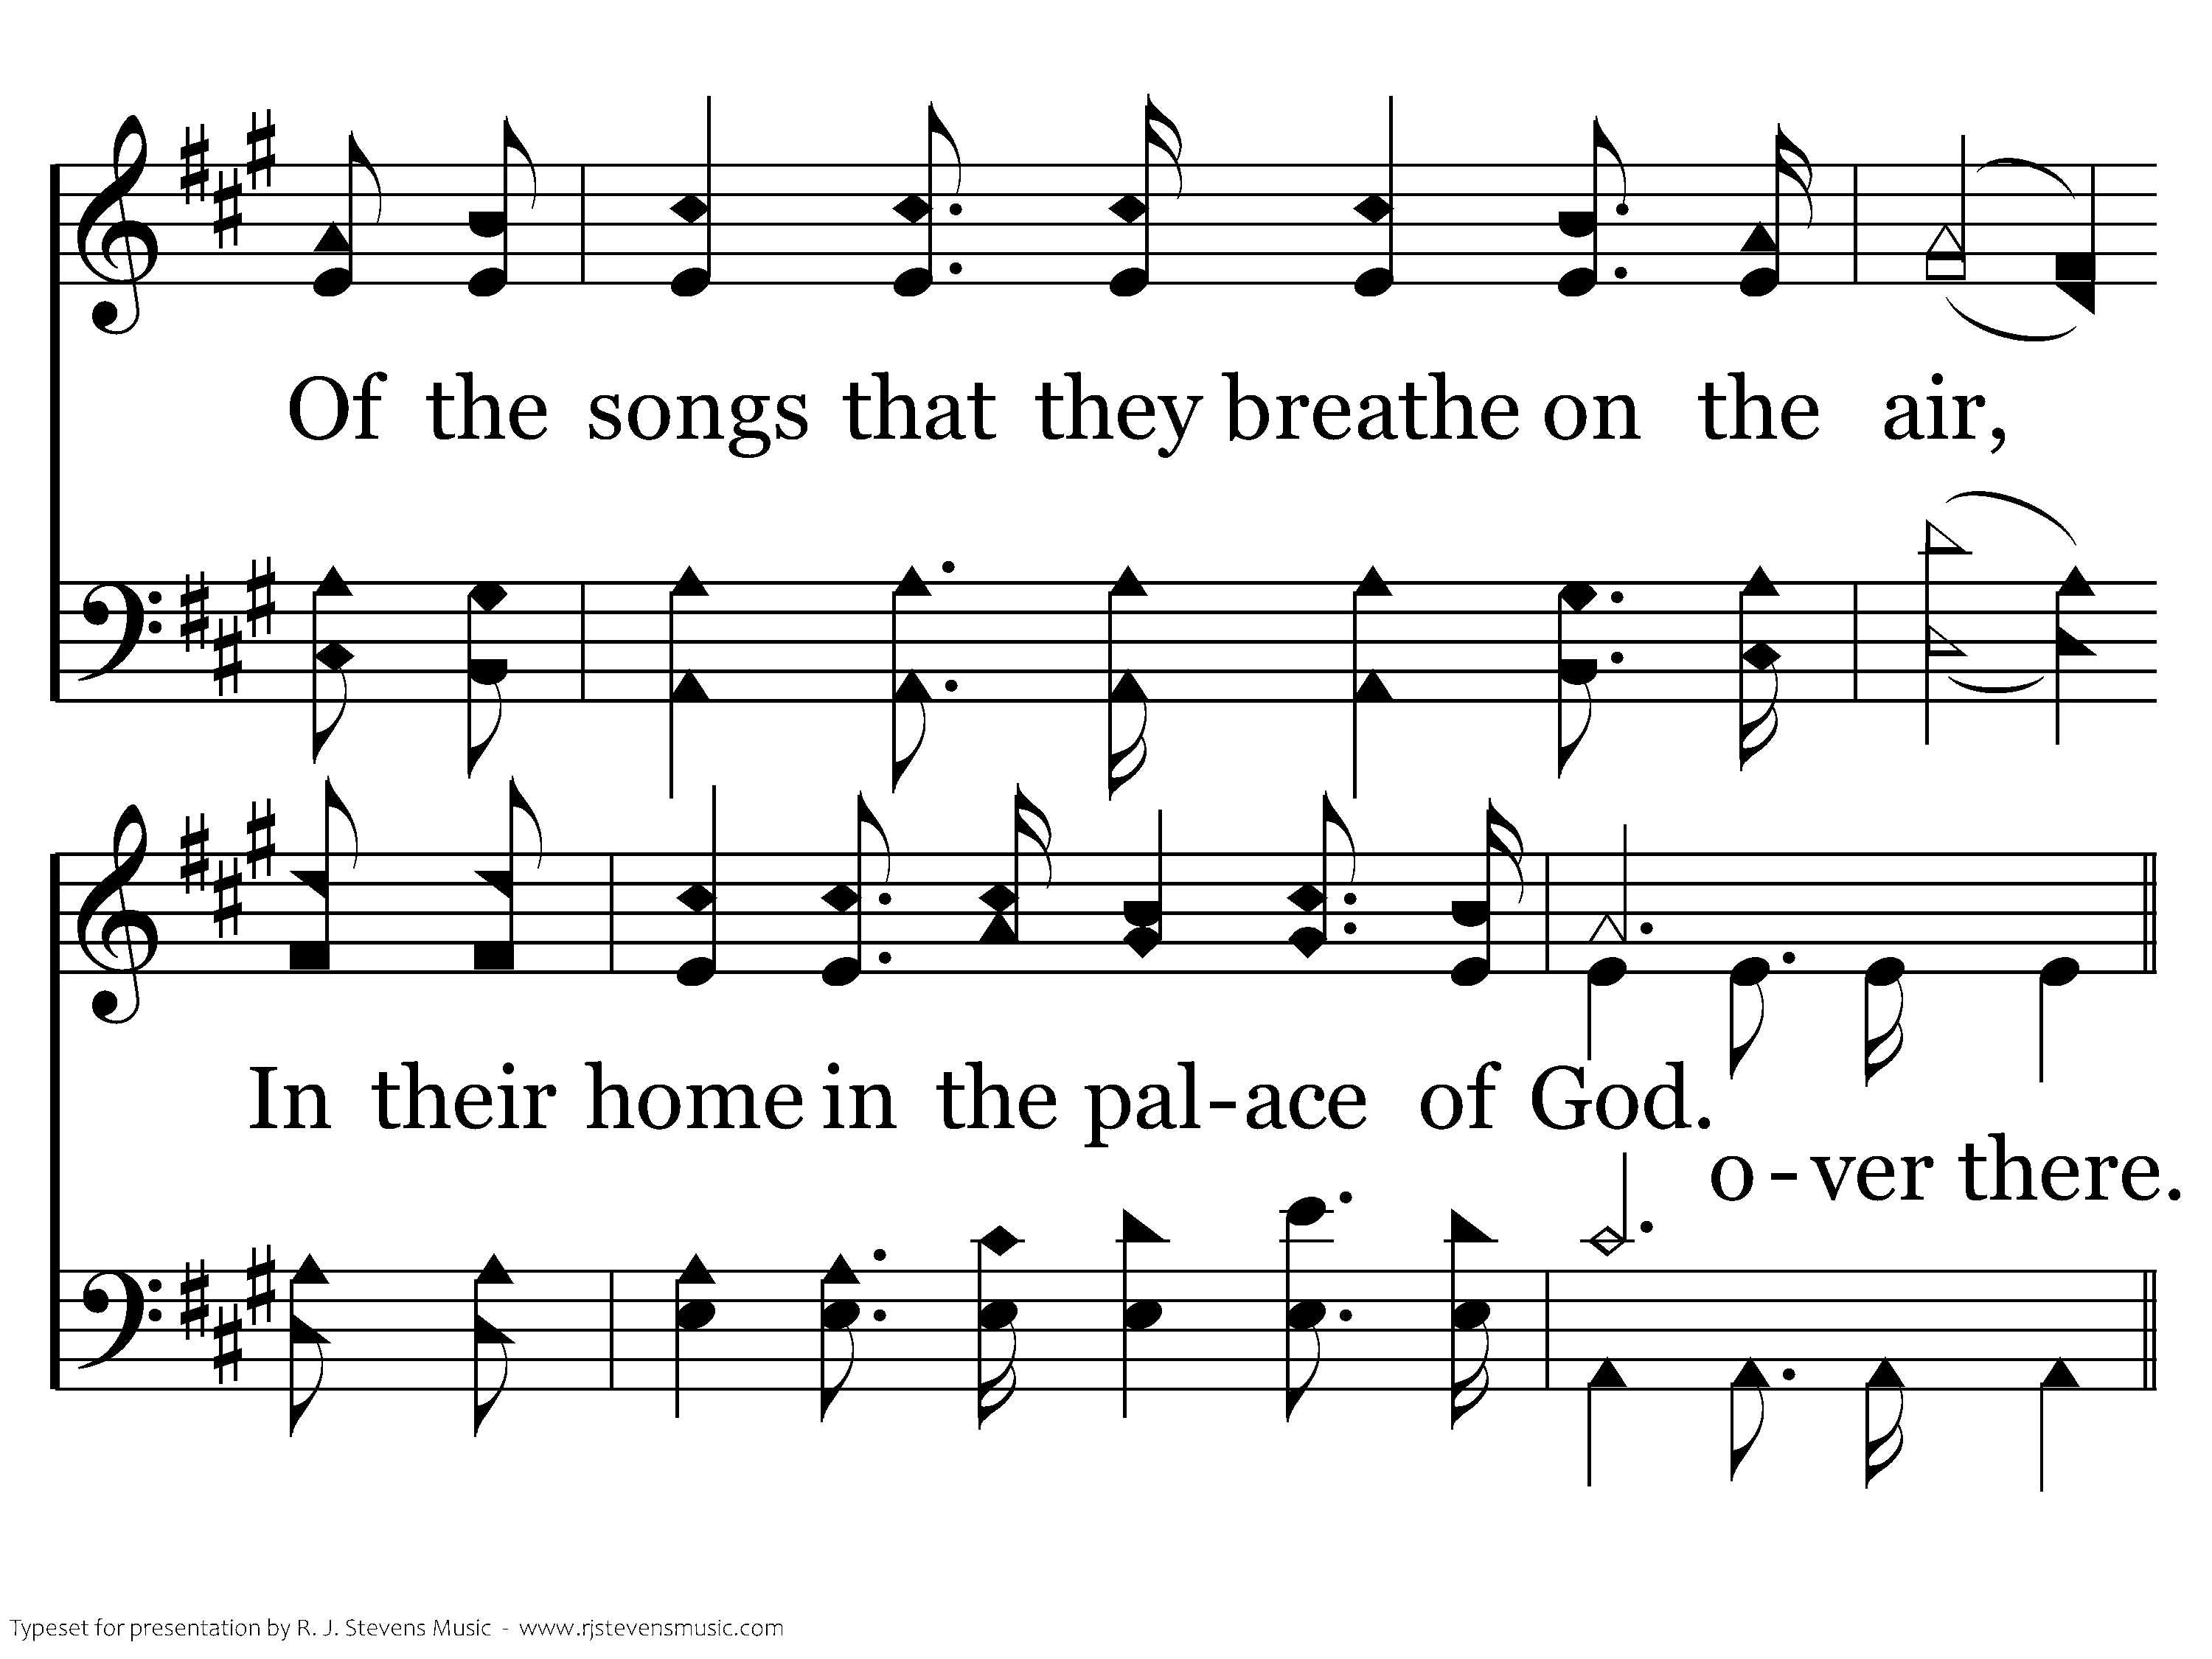 Of the songs that they breathe on the air,
In their home in the pal-ace of God.
o-ver there.
Typeset for presentation by R. J. Stevens Music - www.rjstevensmusic.com